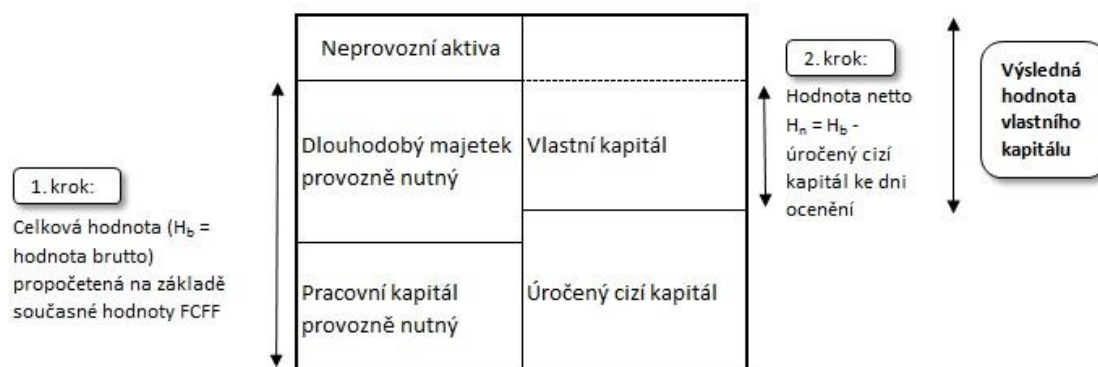 1. krok:
Celková hodnota (Hb =
hodnota brutto)
propočetená na základě
současné hodnoty FCFF
Neprovozní aktiva
Dlouhodobý majetek
provozně nutný
Pracovní kapitál
provozně nutný
Vlastní kapitál
Úročený cizí kapitál
2. krok:
Hodnota netto
Hn = Hb -
úročený cizí
kapitál ke dni
ocenění
Výsledná
hodnota
vlastního
kapitálu